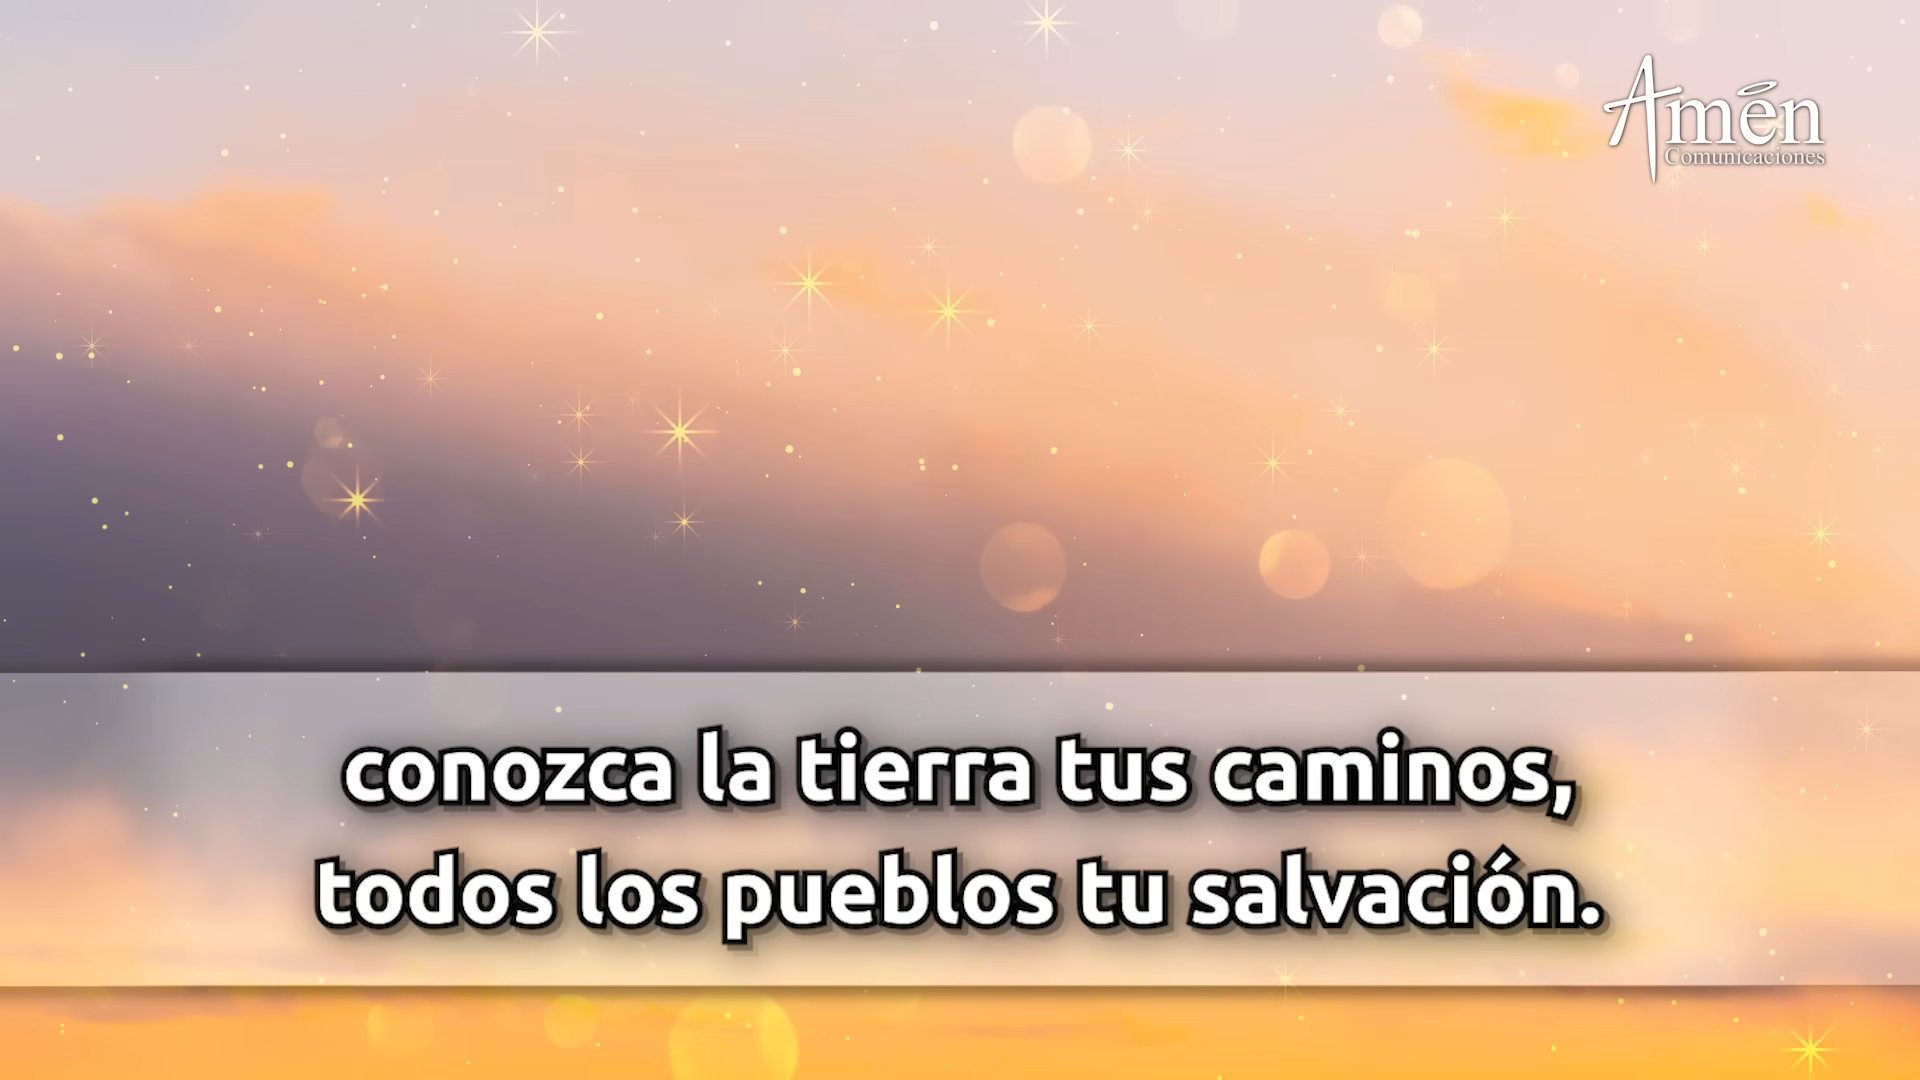 Amén
Comunicaciones
conozca la tierra tus caminos,
todos los pueblos tu salvación.